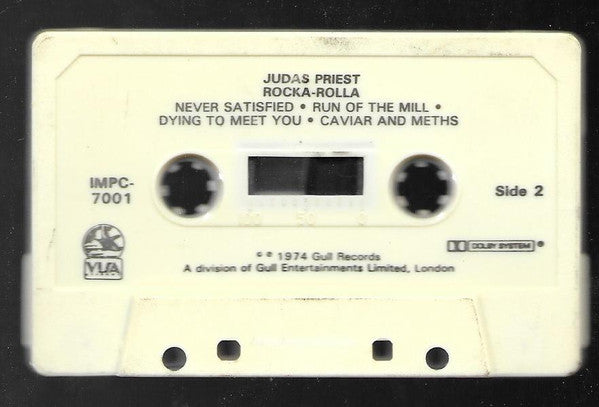 JUDAS PRIEST
ROCKA-ROLLA
NEVER SATISFIED • RUN OF THE MILL •
DYING TO MEET YOU • CAVIAR AND METHS
IMPC-
7001
Side 2
100 50 0
DOLBY SYSTEM
℗ © 1974 Gull Records
A division of Gull Entertainments Limited, London